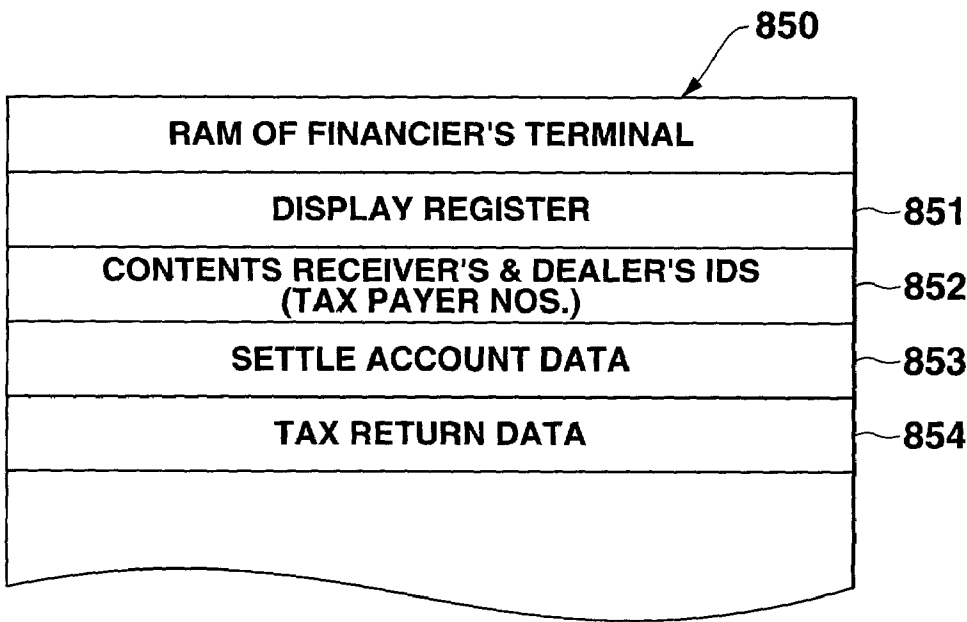 850
RAM OF FINANCIER'S TERMINAL
DISPLAY REGISTER
851
CONTENTS RECEIVER'S & DEALER'S IDS
(TAX PAYER NOS.)
852
SETTLE ACCOUNT DATA
853
TAX RETURN DATA
854